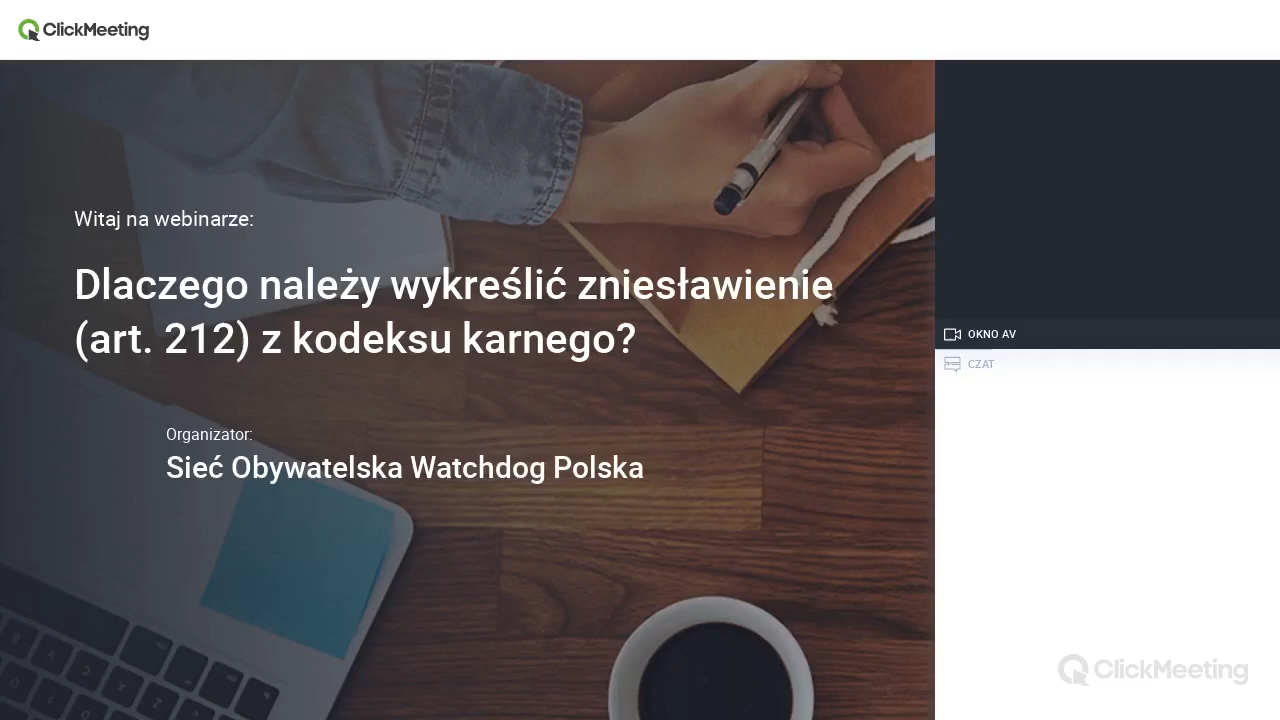 ClickMeeting
Witaj na webinarze:
Dlaczego należy wykreślić zniesławienie
(art. 212) z kodeksu karnego?
Organizator:
Sieć Obywatelska Watchdog Polska
OKNO AV
CZAT
ClickMeeting